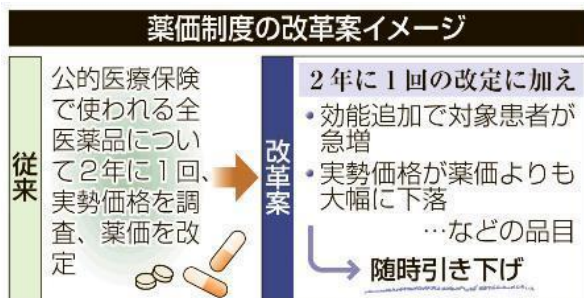 薬価制度の改革案イメージ
従来
公的医療保険
で使われる全
医薬品につい
て２年に１回、
実勢価格を調
査、薬価を改
定
改革案
２年に１回の改定に加え
・効能追加で対象患者が
急増
・実勢価格が薬価よりも
大幅に下落
…などの品目
随時引き下げ